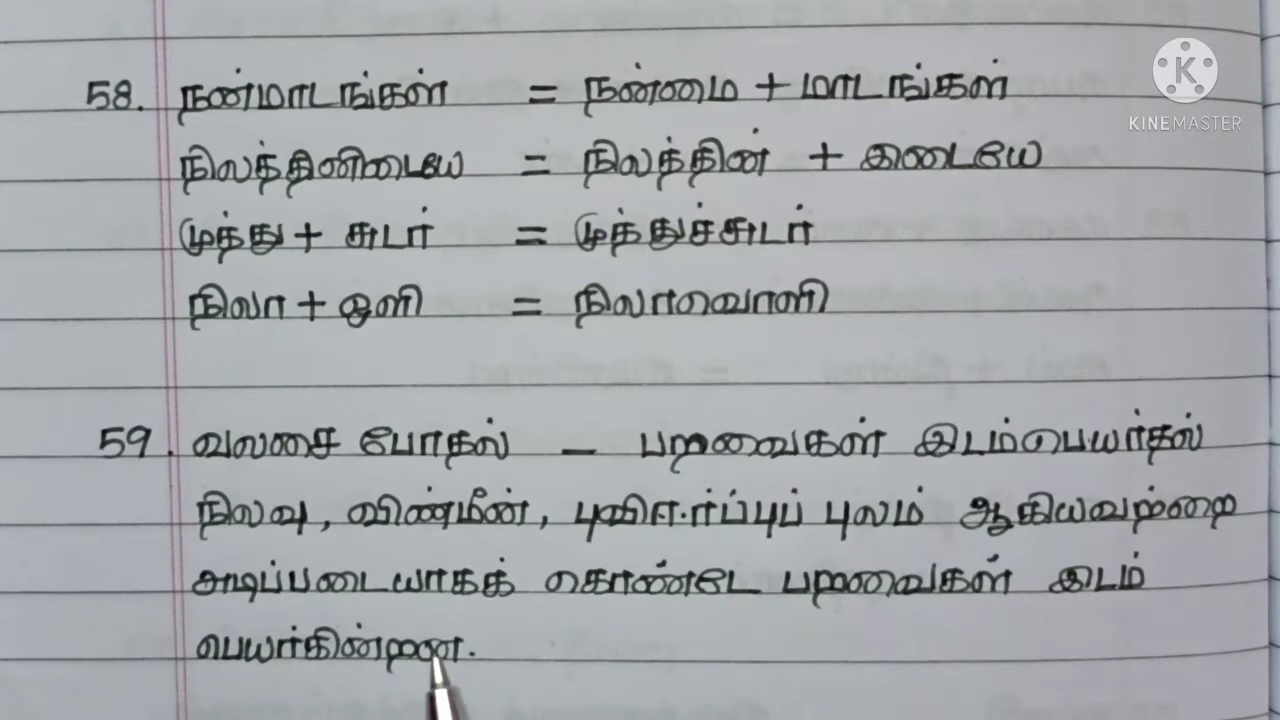 58. நன்மாடங்கள் = நன்மை + மாடங்கள்
KINEMASTER
நிலத்தினிடையே = நிலத்தின் + இடையே
முத்து + சுடர் = முத்துச்சுடர்
நிலா + ஒளி = நிலாவொளி
59. வலசை போதல் – பறவைகள் இடம்பெயர்தல்
நிலவு, விண்மீன், புவிஈர்ப்புப் புலம் ஆகியவற்றை
அடிப்படையாகக் கொண்டே பறவைகள் இடம்
பெயர்கின்றன.